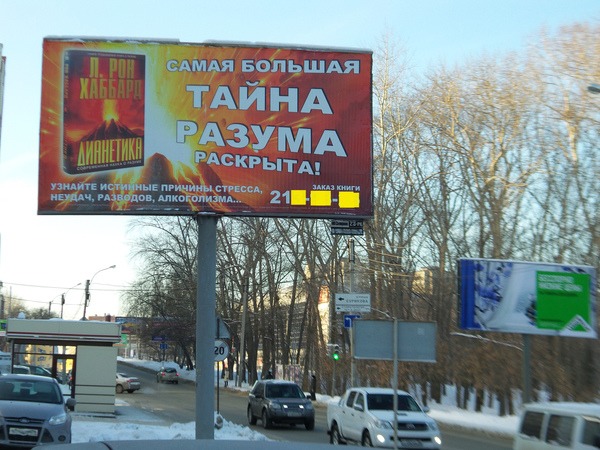 Л. РОН
ХАББАРД
ДИАНЕТИКА
САМАЯ БОЛЬШАЯ
ТАЙНА
РАЗУМА
РАСКРЫТА!
УЗНАЙТЕ ИСТИННЫЕ ПРИЧИНЫ СТРЕССА,
НЕУДАЧ, РАЗВОДОВ, АЛКОГОЛИЗМА...
ЗАКАЗ КНИГИ
21
20